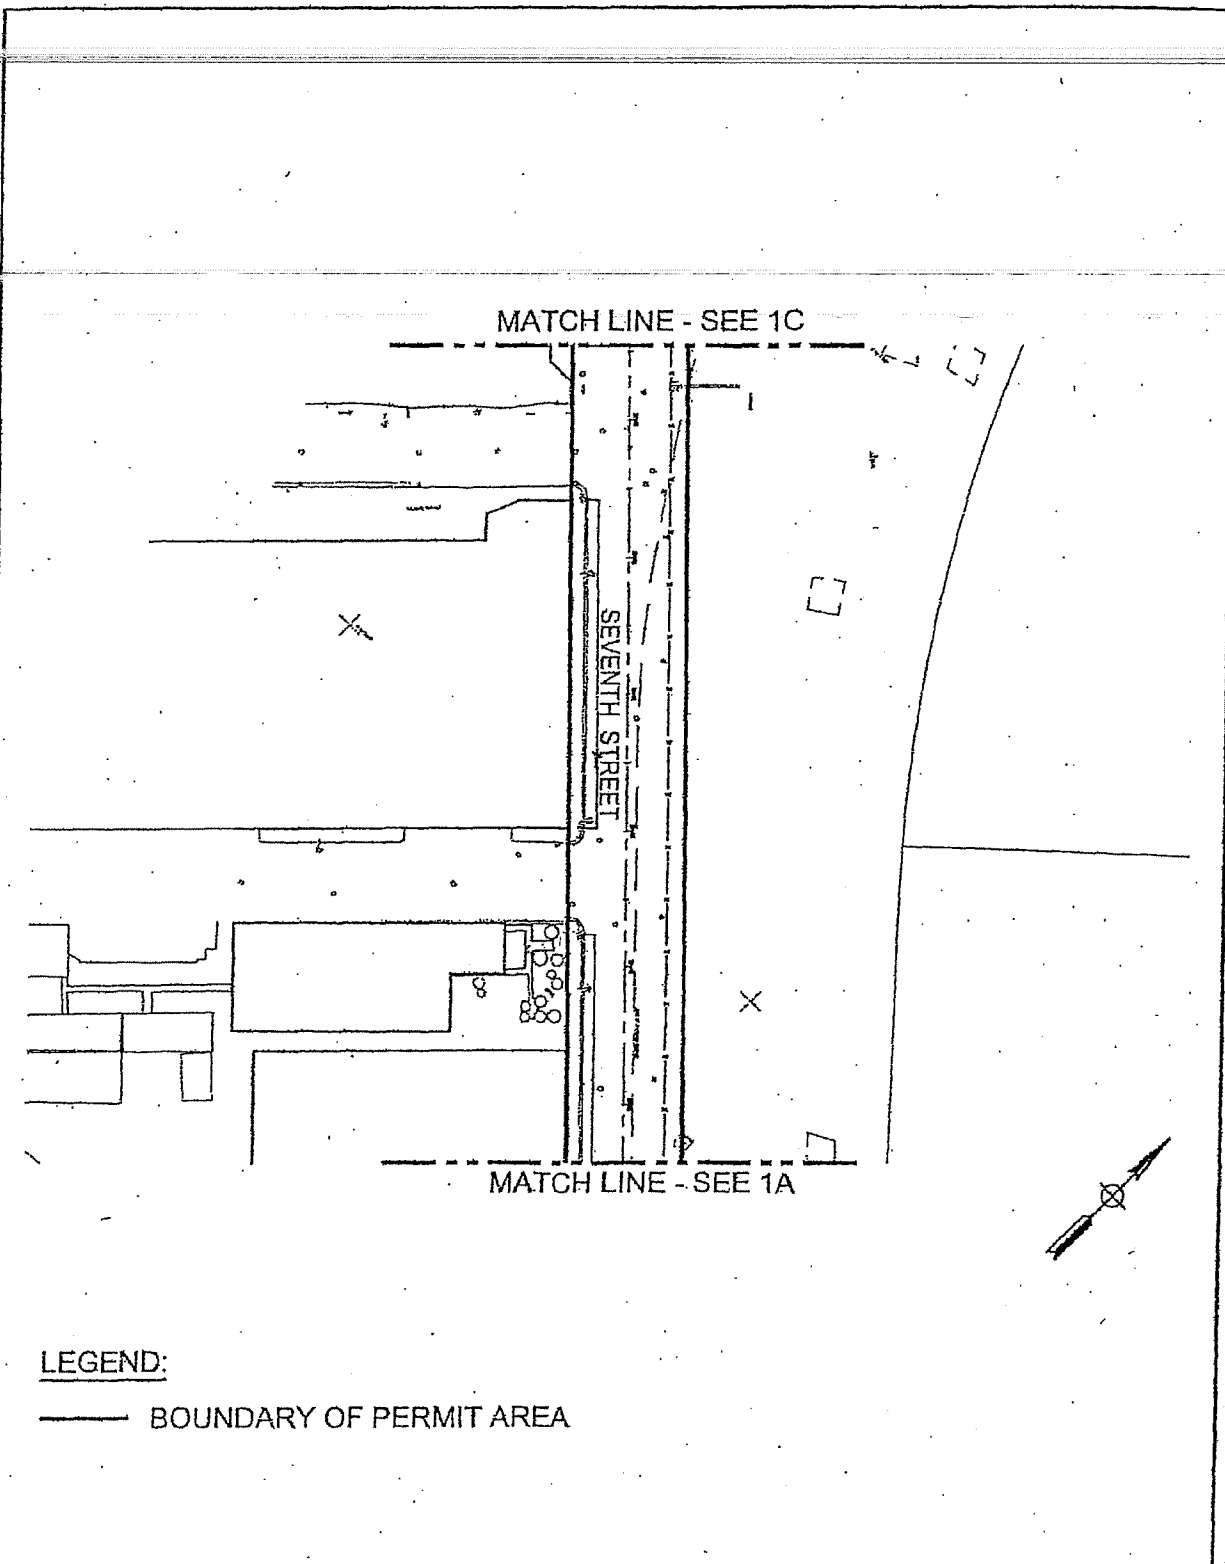 MATCH LINE - SEE 1C
SEVENTH STREET
MATCH LINE - SEE 1A
LEGEND:
BOUNDARY OF PERMIT AREA